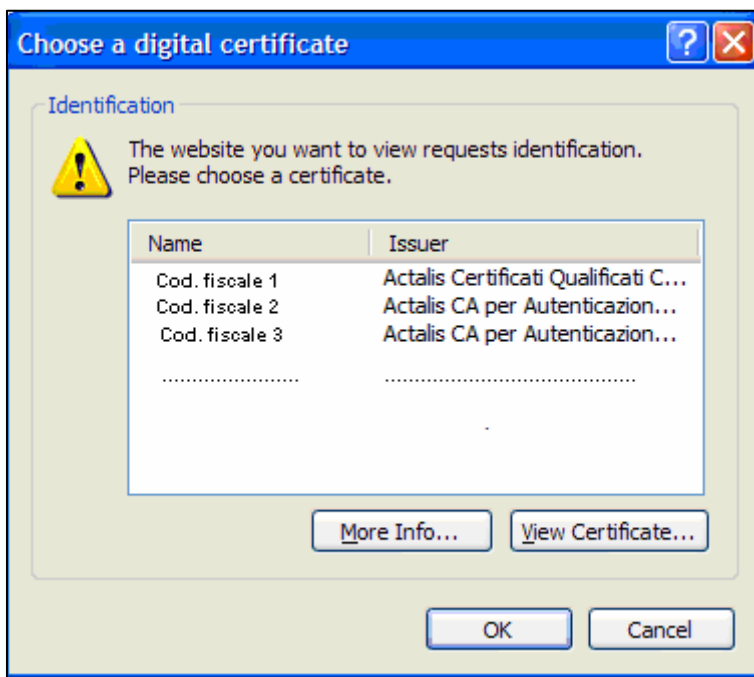 Choose a digital certificate
Identification
The website you want to view requests identification.
Please choose a certificate.
Name Issuer
Cod. fiscale 1 Actalis Certificati Qualificati C...
Cod. fiscale 2 Actalis CA per Autenticazion...
Cod. fiscale 3 Actalis CA per Autenticazion...
....................... ..........................................
More Info... View Certificate...
OK Cancel